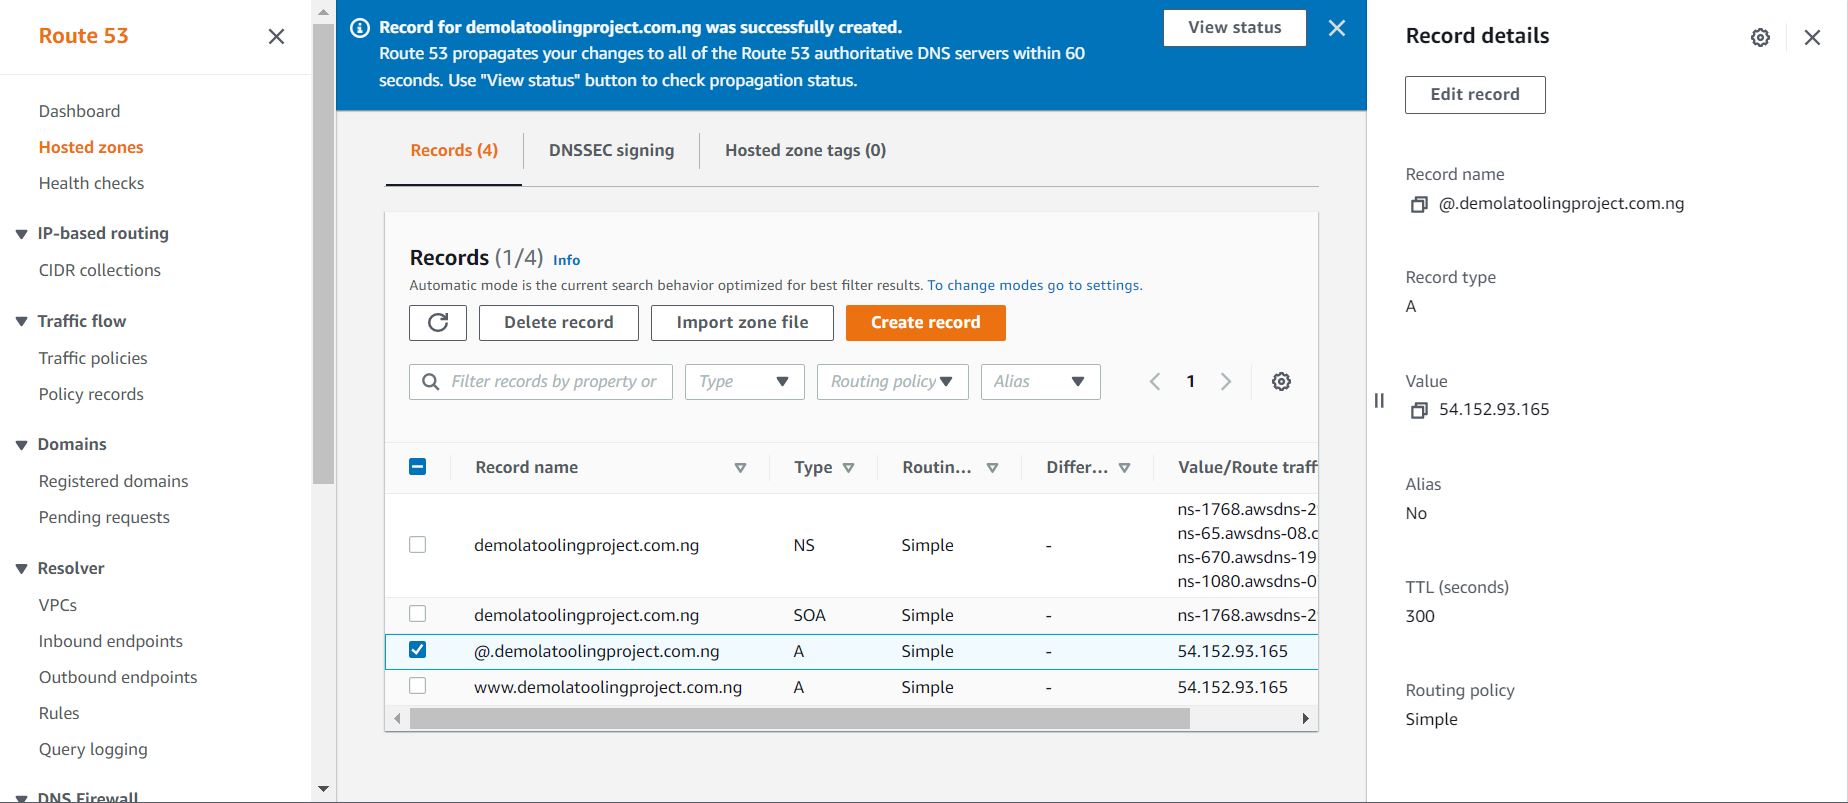 Route 53
Dashboard
Hosted zones
Health checks
IP-based routing
CIDR collections
Traffic flow
Traffic policies
Policy records
Domains
Registered domains
Pending requests
Resolver
VPCs
Inbound endpoints
Outbound endpoints
Rules
Query logging
DNS Firewall
Record for demolatoolingproject.com.ng was successfully created.
Route 53 propagates your changes to all of the Route 53 authoritative DNS servers within 60
seconds. Use "View status" button to check propagation status.
View status
Records (4)
DNSSEC signing
Hosted zone tags (0)
Records (1/4) Info
Automatic mode is the current search behavior optimized for best filter results. To change modes go to settings.
Delete record
Import zone file
Create record
Filter records by property or
Type
Routing policy
Alias
1
Record name Type Routin... Differ... Value/Route traff
ns-1768.awsdns-2
ns-65.awsdns-08.c
demolatoolingproject.com.ng NS Simple -
ns-670.awsdns-19
ns-1080.awsdns-0
demolatoolingproject.com.ng SOA Simple - ns-1768.awsdns-2
@.demolatoolingproject.com.ng A Simple - 54.152.93.165
www.demolatoolingproject.com.ng A Simple - 54.152.93.165
Record details
Edit record
Record name
@.demolatoolingproject.com.ng
Record type
A
Value
54.152.93.165
Alias
No
TTL (seconds)
300
Routing policy
Simple